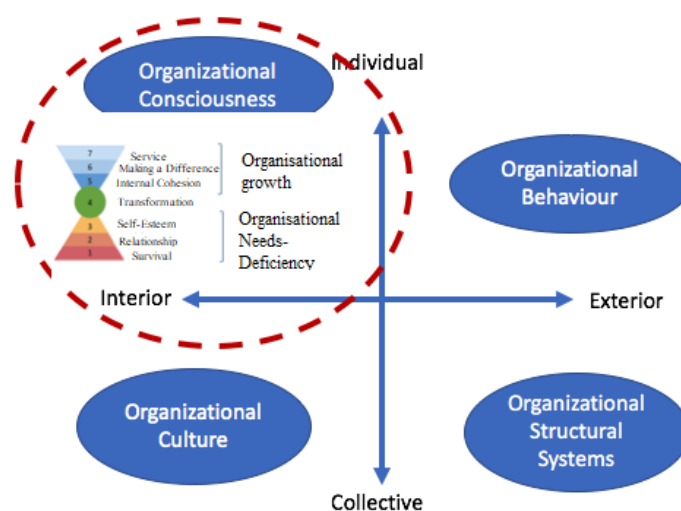 Organizational
Consciousness
Individual
7
Service
6
Making a Difference
5
Internal Cohesion
Organisational
growth
4
Transformation
3
Self-Esteem
2
Relationship
1
Survival
Organisational
Needs-
Deficiency
Organizational
Behaviour
Interior
Exterior
Organizational
Culture
Organizational
Structural
Systems
Collective